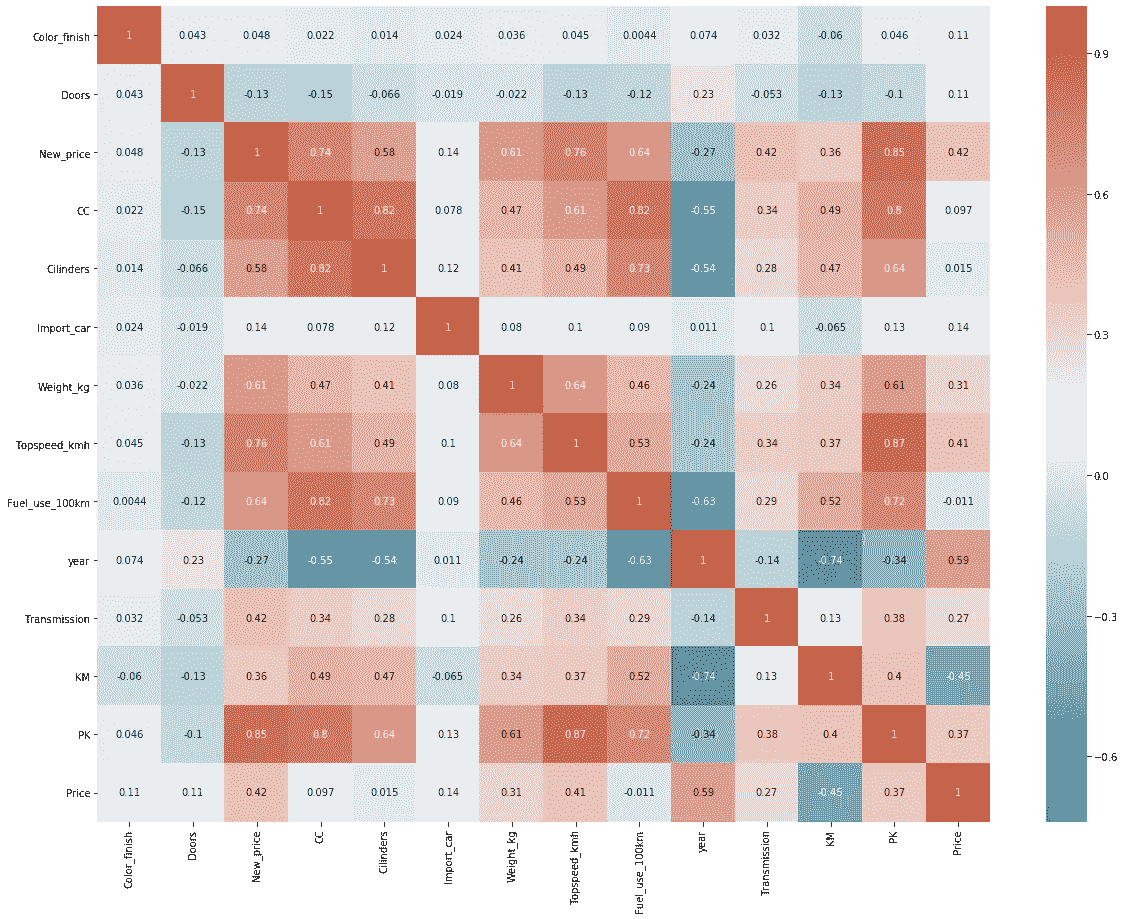 Color_finish 1 0.043 0.048 0.022 0.014 0.024 0.036 0.045 0.0044 0.074 0.032 -0.06 0.046 0.11
Doors 0.043 1 -0.13 -0.15 -0.066 -0.019 -0.022 -0.13 -0.12 0.23 -0.053 -0.13 -0.1 0.11
New_price 0.048 -0.13 1 0.74 0.58 0.14 0.61 0.76 0.64 -0.27 0.42 0.36 0.85 0.42
CC 0.022 -0.15 0.74 1 0.82 0.078 0.47 0.61 0.82 -0.55 0.34 0.49 0.8 0.097
Cilinders 0.014 -0.066 0.58 0.82 1 0.12 0.41 0.49 0.73 -0.54 0.28 0.47 0.64 0.015
Import_car 0.024 -0.019 0.14 0.078 0.12 1 0.08 0.1 0.09 0.011 0.1 -0.065 0.13 0.14
Weight_kg 0.036 -0.022 0.61 0.47 0.41 0.08 1 0.64 0.46 -0.24 0.26 0.34 0.61 0.31
Topspeed_kmh 0.045 -0.13 0.76 0.61 0.49 0.1 0.64 1 0.53 -0.24 0.34 0.37 0.87 0.41
Fuel_use_100km 0.0044 -0.12 0.64 0.82 0.73 0.09 0.46 0.53 1 -0.63 0.29 0.52 0.72 -0.011
year 0.074 0.23 -0.27 -0.55 -0.54 0.011 -0.24 -0.24 -0.63 1 -0.14 -0.74 -0.34 0.59
Transmission 0.032 -0.053 0.42 0.34 0.28 0.1 0.26 0.34 0.29 -0.14 1 0.13 0.38 0.27
KM -0.06 -0.13 0.36 0.49 0.47 -0.065 0.34 0.37 0.52 -0.74 0.13 1 0.4 -0.45
PK 0.046 -0.1 0.85 0.8 0.64 0.13 0.61 0.87 0.72 -0.34 0.38 0.4 1 0.37
Price 0.11 0.11 0.42 0.097 0.015 0.14 0.31 0.41 -0.011 0.59 0.27 -0.45 0.37 1
Color_finish Doors New_price CC Cilinders Import_car Weight_kg Topspeed_kmh Fuel_use_100km year Transmission KM PK Price
0.9
0.6
0.3
0.0
-0.3
-0.6